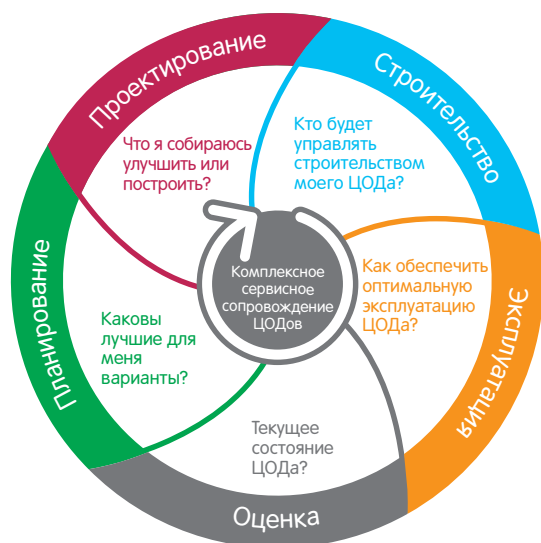 Проектирование
Строительство
Что я собираюсь
улучшить или
построить?
Кто будет
управлять
строительством
моего ЦОДа?
Комплексное
сервисное
сопровождение
ЦОДов
Как обеспечить
оптимальную
эксплуатацию
ЦОДа?
Эксплуатация
Планирование
Каковы
лучшие для
меня
варианты?
Текущее
состояние
ЦОДа?
Оценка